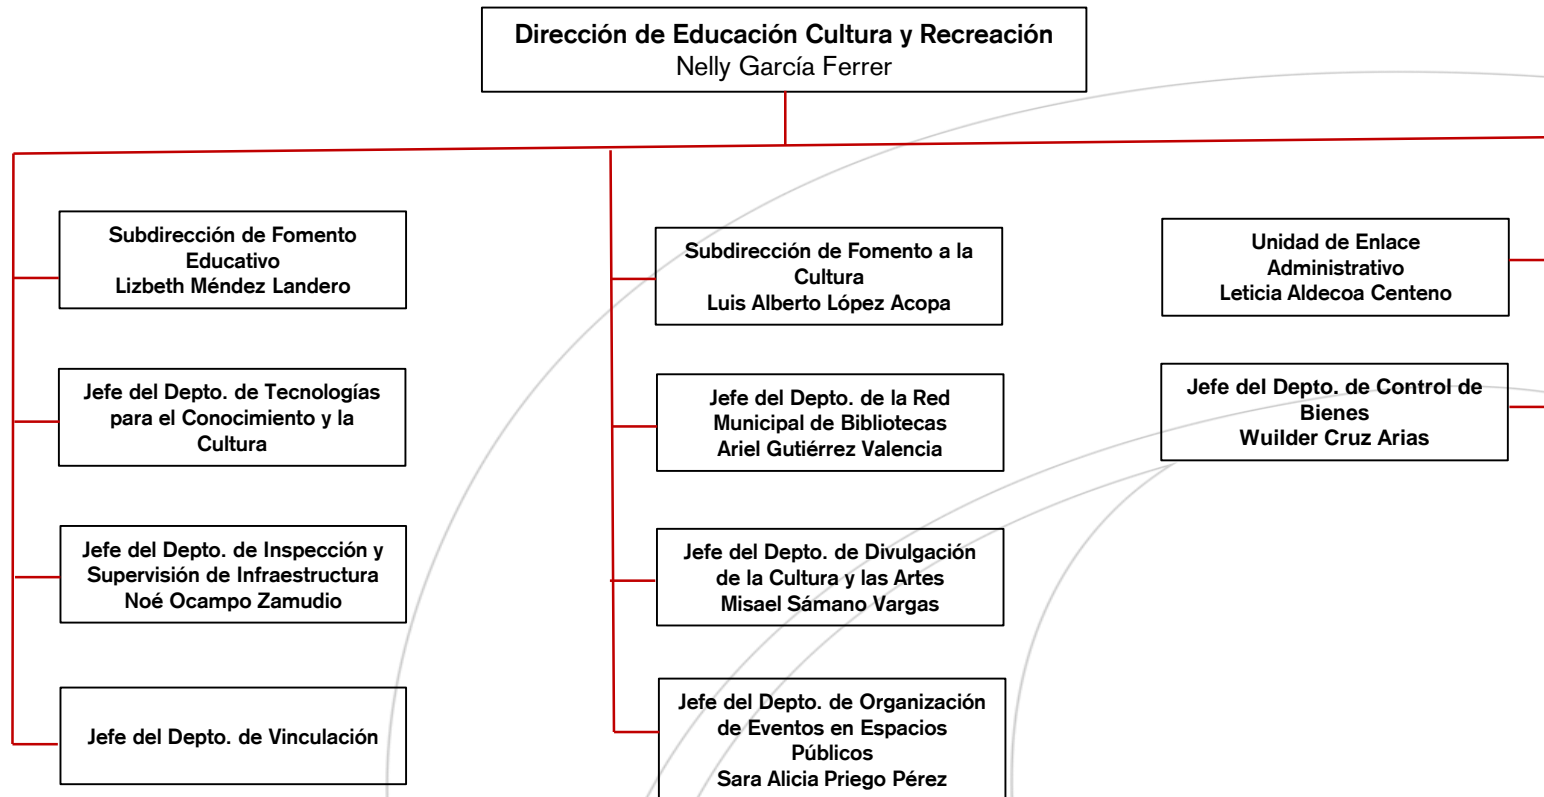 Dirección de Educación Cultura y Recreación
Nelly García Ferrer
Subdirección de Fomento
Educativo
Lizbeth Méndez Landero
Jefe del Depto. de Tecnologías
para el Conocimiento y la
Cultura
Jefe del Depto. de Inspección y
Supervisión de Infraestructura
Noé Ocampo Zamudio
Jefe del Depto. de Vinculación
Subdirección de Fomento a la
Cultura
Luis Alberto López Acopa
Jefe del Depto. de la Red
Municipal de Bibliotecas
Ariel Gutiérrez Valencia
Jefe del Depto. de Divulgación
de la Cultura y las Artes
Misael Sámano Vargas
Jefe del Depto. de Organización
de Eventos en Espacios
Públicos
Sara Alicia Priego Pérez
Unidad de Enlace
Administrativo
Leticia Aldecoa Centeno
Jefe del Depto. de Control de
Bienes
Wuilder Cruz Arias